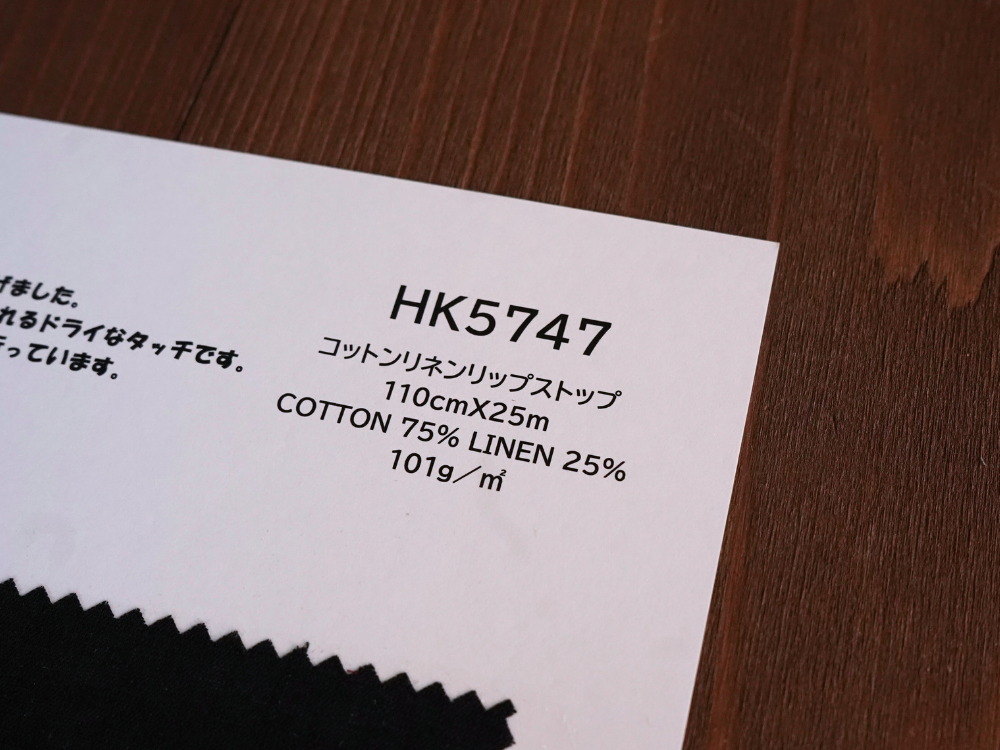 げました。
れるドライなタッチです。
っています。
HK5747
コットンリネンリップストップ
110cmX25m
COTTON 75% LINEN 25%
101g／㎡